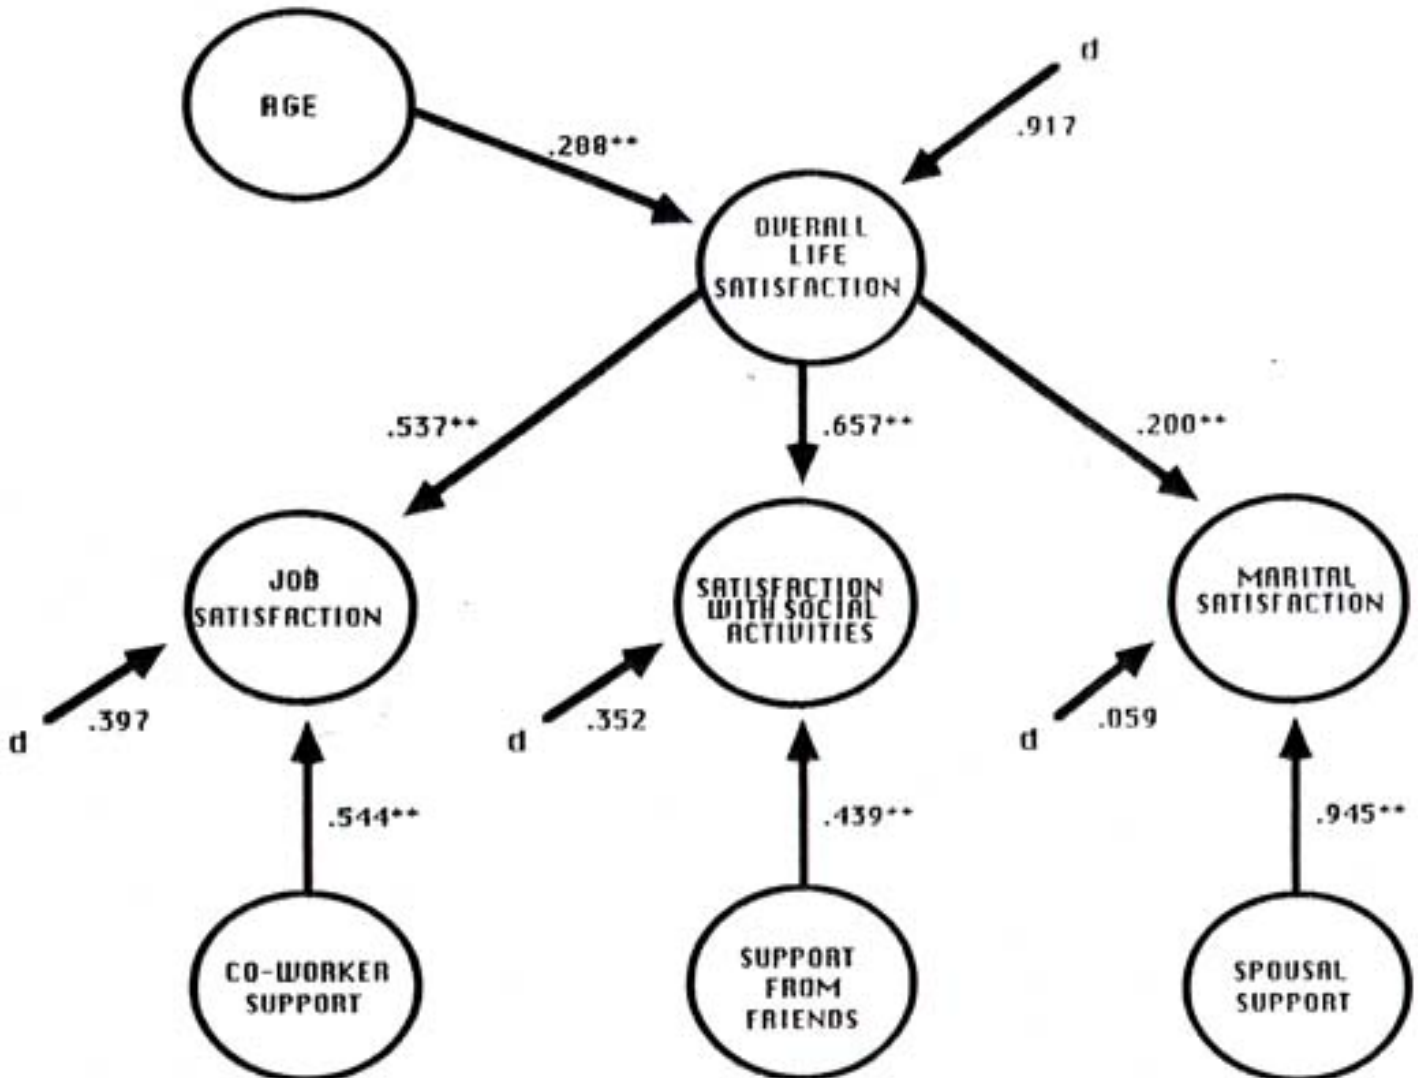 AGE
d
.917
.288**
OVERALL
LIFE
SATISFACTION
.537**
.657**
.200**
JOB
SATISFACTION
SATISFACTION
WITH SOCIAL
ACTIVITIES
MARITAL
SATISFACTION
d
.397
d
.352
d
.059
.544**
.439**
.945**
CO-WORKER
SUPPORT
SUPPORT
FROM
FRIENDS
SPOUSAL
SUPPORT